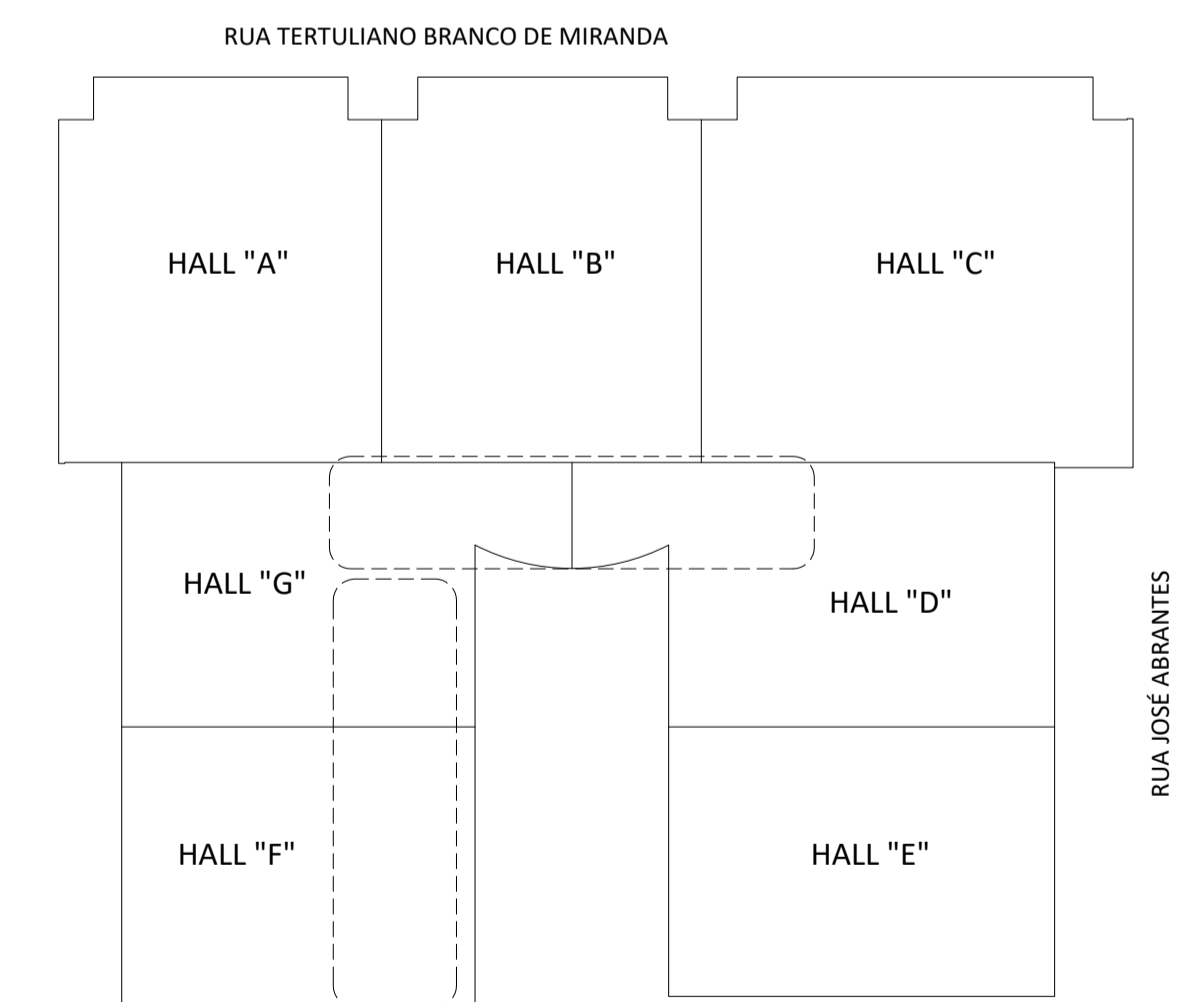 RUA TERTULIANO BRANCO DE MIRANDA
HALL "A"
HALL "B"
HALL "C"
HALL "G"
HALL "D"
RUA JOSÉ ABRANTES
HALL "F"
HALL "E"